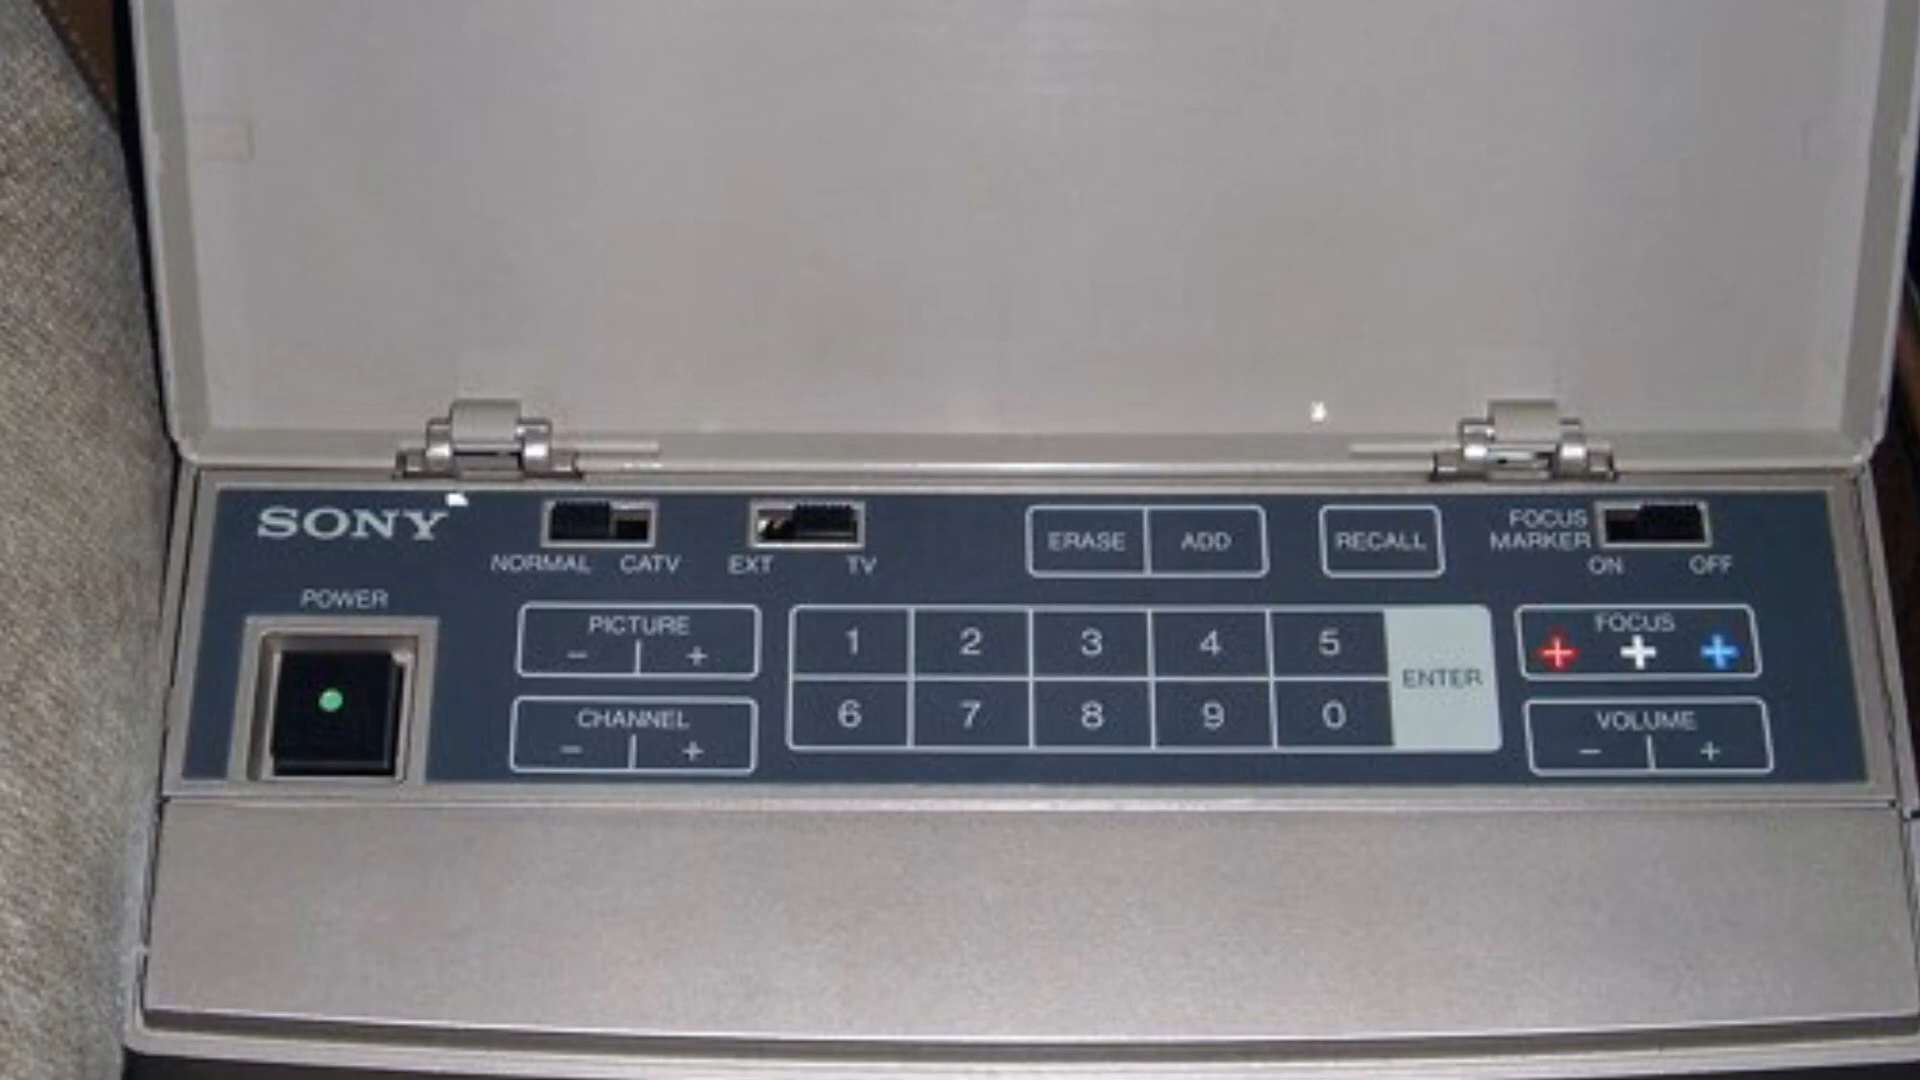 SONY
NORMAL CATV
EXT TV
ERASE ADD
RECALL
FOCUS
MARKER
ON OFF
POWER
PICTURE
- +
1 2 3 4 5
ENTER
FOCUS
+ + +
CHANNEL
- +
6 7 8 9 0
VOLUME
- +